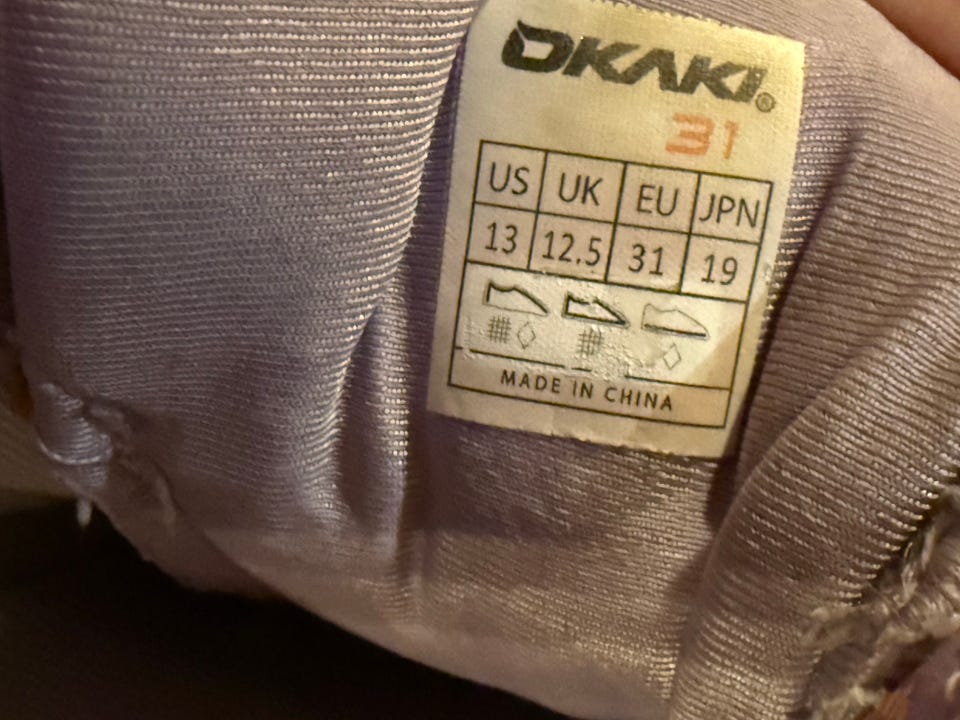 OKAKI®
31
US UK EU JPN
13 12.5 31 19
MADE IN CHINA